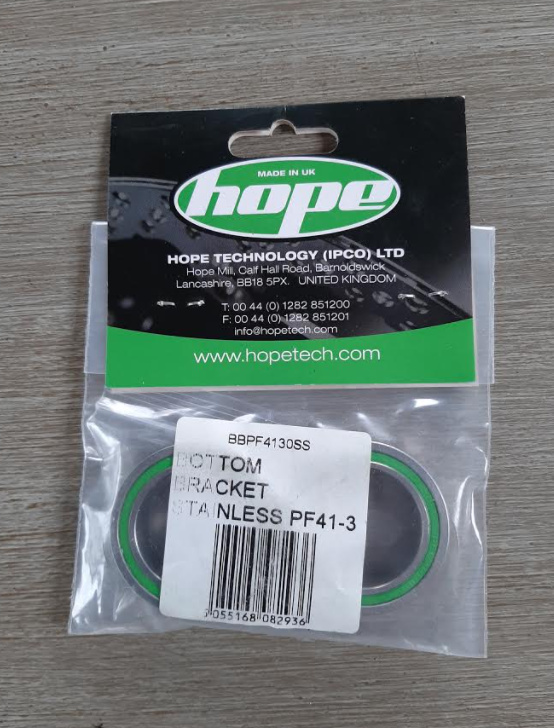 MADE IN UK
hope
HOPE TECHNOLOGY (IPCO) LTD
Hope Mill, Calf Hall Road, Barnoldswick
Lancashire, BB18 5PX. UNITED KINGDOM
T: 00 44 (0) 1282 851200
F: 00 44 (0) 1282 851201
info@hopetech.com
www.hopetech.com
BBPF4130SS
BOTTOM
BRACKET
STAINLESS PF41-3
5055168 082936